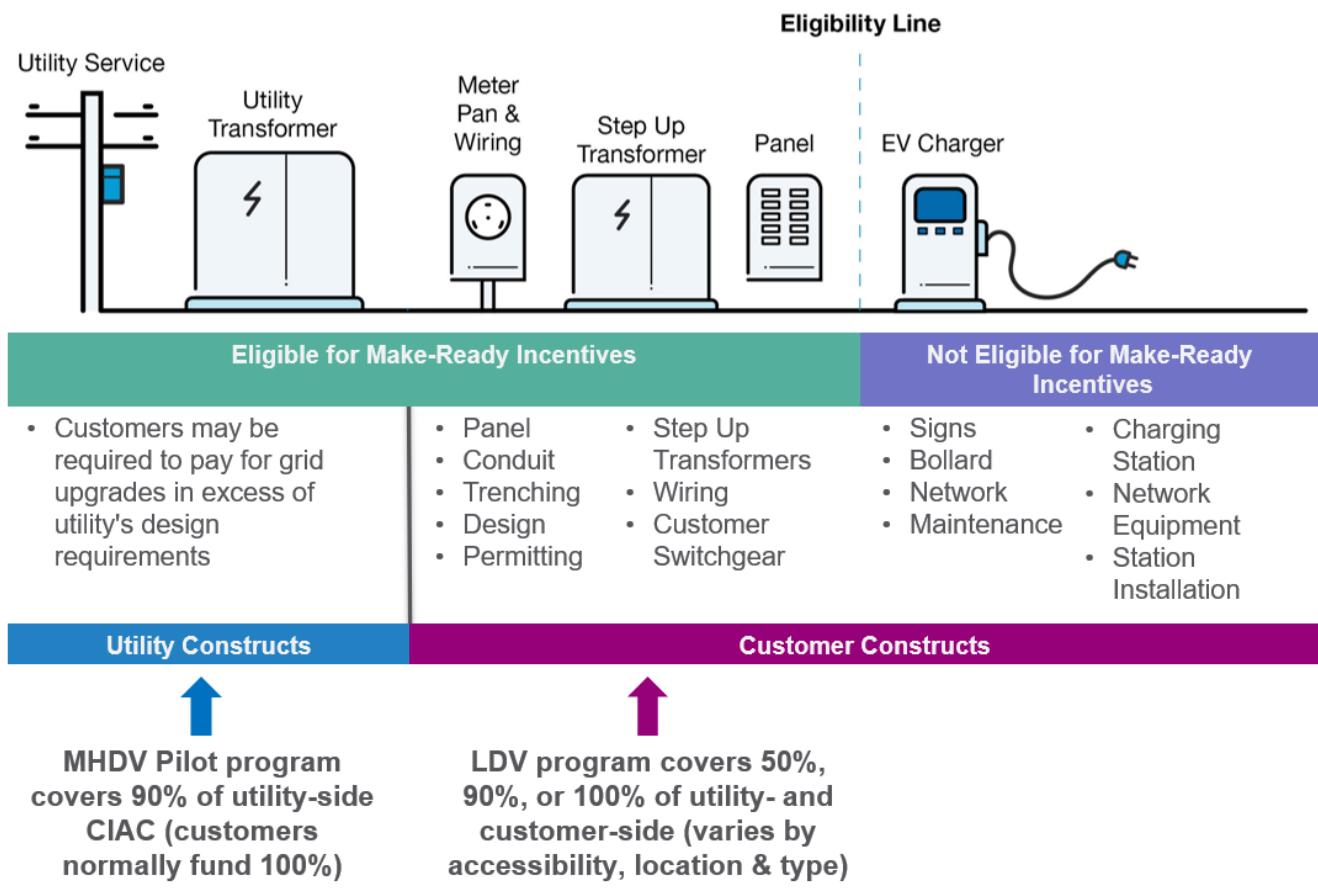 Eligibility Line
Utility Service
Utility
Transformer
Meter
Pan &
Wiring
Step Up
Transformer
Panel
EV Charger
Eligible for Make-Ready Incentives
Not Eligible for Make-Ready
Incentives
• Customers may be
required to pay for grid
upgrades in excess of
utility's design
requirements
• Panel
• Conduit
• Trenching
• Design
• Permitting
• Step Up
Transformers
• Wiring
• Customer
Switchgear
• Signs
• Bollard
• Network
• Maintenance
• Charging
Station
• Network
Equipment
• Station
Installation
Utility Constructs
Customer Constructs
MHDV Pilot program
covers 90% of utility-side
CIAC (customers
normally fund 100%)
LDV program covers 50%,
90%, or 100% of utility- and
customer-side (varies by
accessibility, location & type)